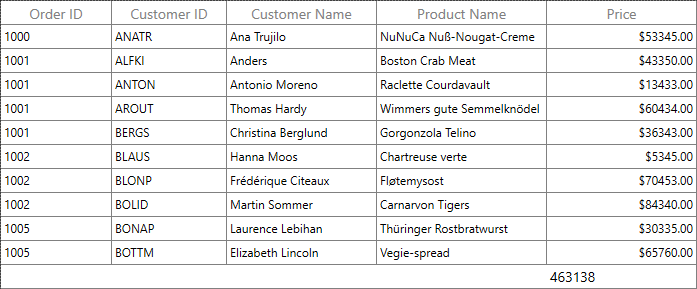 Order ID Customer ID Customer Name Product Name Price
1000 ANATR Ana Trujilo NuNuCa Nuß-Nougat-Creme $53345.00
1001 ALFKI Anders Boston Crab Meat $43350.00
1001 ANTON Antonio Moreno Raclette Courdavault $13433.00
1001 AROUT Thomas Hardy Wimmers gute Semmelknödel $60434.00
1001 BERGS Christina Berglund Gorgonzola Telino $36343.00
1002 BLAUS Hanna Moos Chartreuse verte $5345.00
1002 BLONP Frédérique Citeaux Fløtemysost $70453.00
1002 BOLID Martin Sommer Carnarvon Tigers $84340.00
1005 BONAP Laurence Lebihan Thüringer Rostbratwurst $30335.00
1005 BOTTM Elizabeth Lincoln Vegie-spread $65760.00
463138